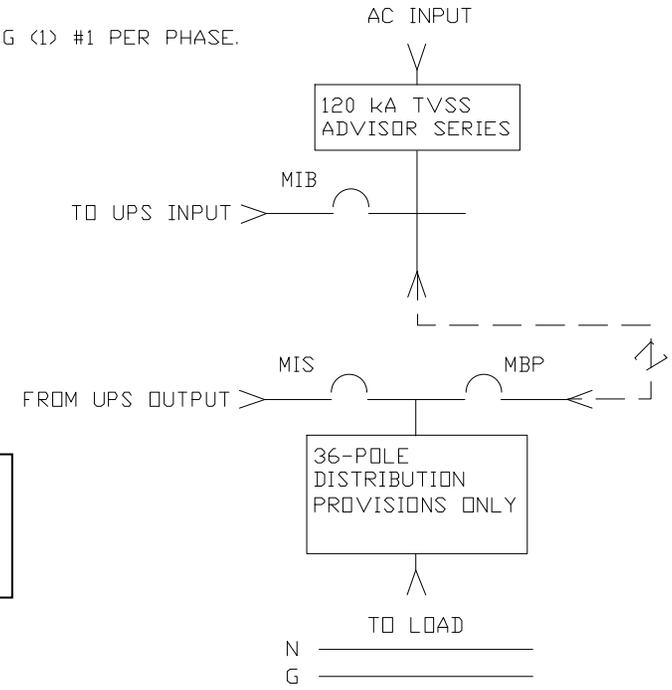 AC INPUT
G (1) #1 PER PHASE.
120 kA TVSS
ADVISOR SERIES
MIB
TO UPS INPUT
MIS
MBP
FROM UPS OUTPUT
36-POLE
DISTRIBUTION
PROVISIONS ONLY
TO LOAD
N
G